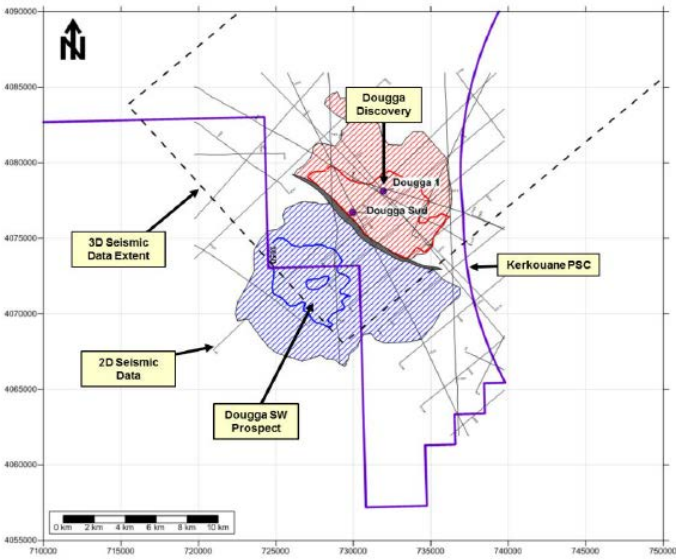 4090000
N
4085000
Dougga
Discovery
4080000
Dougga 1
Dougga Sud
4075000
3D Seismic
Data Extent
Kerkouane PSC
4070000
2D Seismic
Data
4065000
Dougga SW
Prospect
4060000
0 km 2 km 4 km 6 km 8 km 10 km
4055000
710000 715000 720000 725000 730000 735000 740000 745000 750000